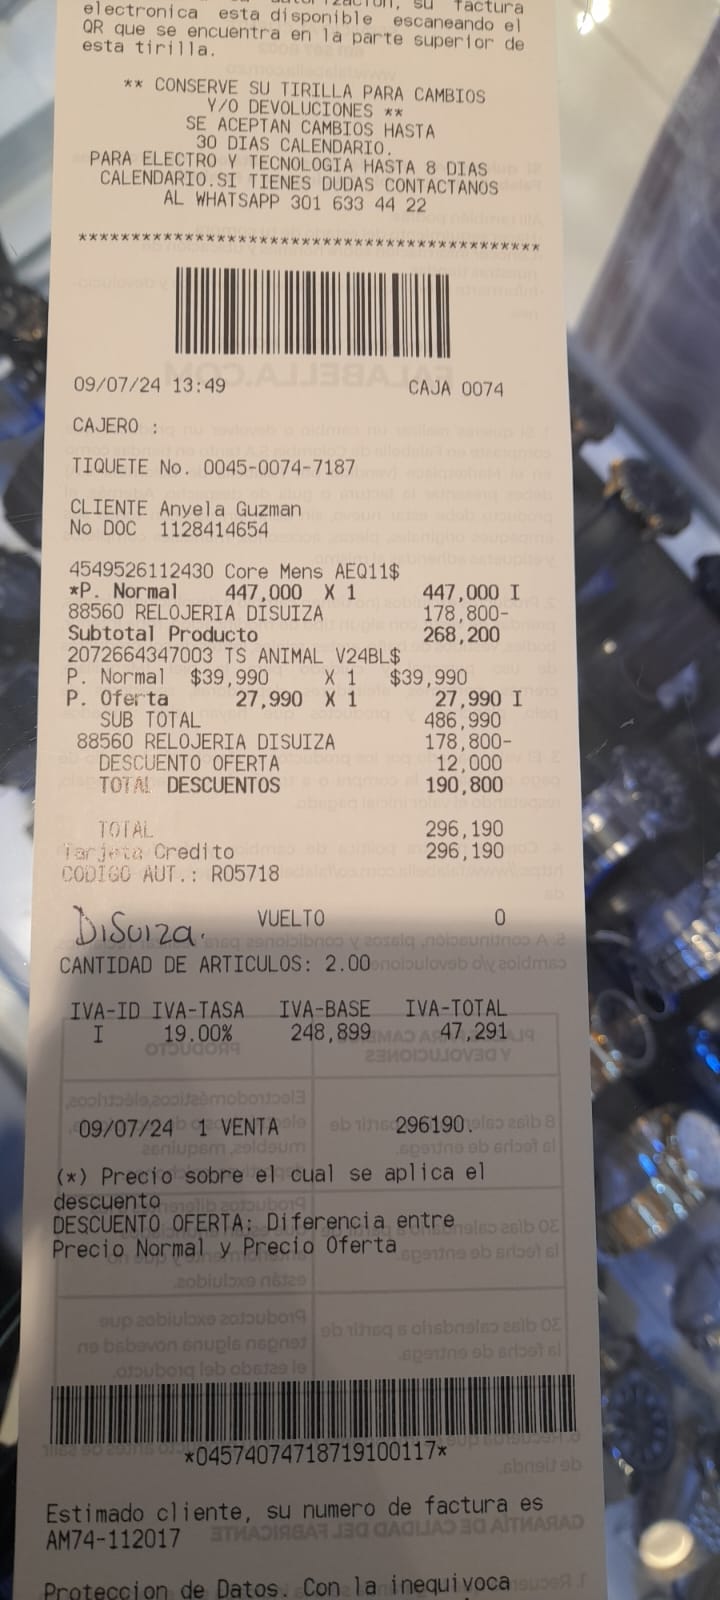 electronica esta disponible escaneando el
QR que se encuentra en la parte superior de
esta tirilla.
** CONSERVE SU TIRILLA PARA CAMBIOS
Y/O DEVOLUCIONES **
SE ACEPTAN CAMBIOS HASTA
30 DIAS CALENDARIO.
PARA ELECTRO Y TECNOLOGIA HASTA 8 DIAS
CALENDARIO.SI TIENES DUDAS CONTACTANOS
AL WHATSAPP 301 633 44 22
********************************************
09/07/24 13:49 CAJA 0074
CAJERO :
TIQUETE No. 0045-0074-7187
CLIENTE Anyela Guzman
No DOC 1128414654
4549526112430 Core Mens AEQ11$
*P. Normal 447,000 X 1 447,000 I
88560 RELOJERIA DISUIZA 178,800-
Subtotal Producto 268,200
2072664347003 TS ANIMAL V24BL$
P. Normal $39,990 X 1 $39,990
P. Oferta 27,990 X 1 27,990 I
SUB TOTAL 486,990
88560 RELOJERIA DISUIZA 178,800-
DESCUENTO OFERTA 12,000
TOTAL DESCUENTOS 190,800
TOTAL 296,190
Tarjeta Credito 296,190
CODIGO AUT.: R05718
DiSuiza. VUELTO 0
CANTIDAD DE ARTICULOS: 2.00
IVA-ID IVA-TASA IVA-BASE IVA-TOTAL
I 19.00% 248,899 47,291
09/07/24 1 VENTA 296190.
(*) Precio sobre el cual se aplica el
descuento
DESCUENTO OFERTA: Diferencia entre
Precio Normal y Precio Oferta
*04574074718719100117*
Estimado cliente, su numero de factura es
AM74-112017
Proteccion de Datos. Con la inequivoca